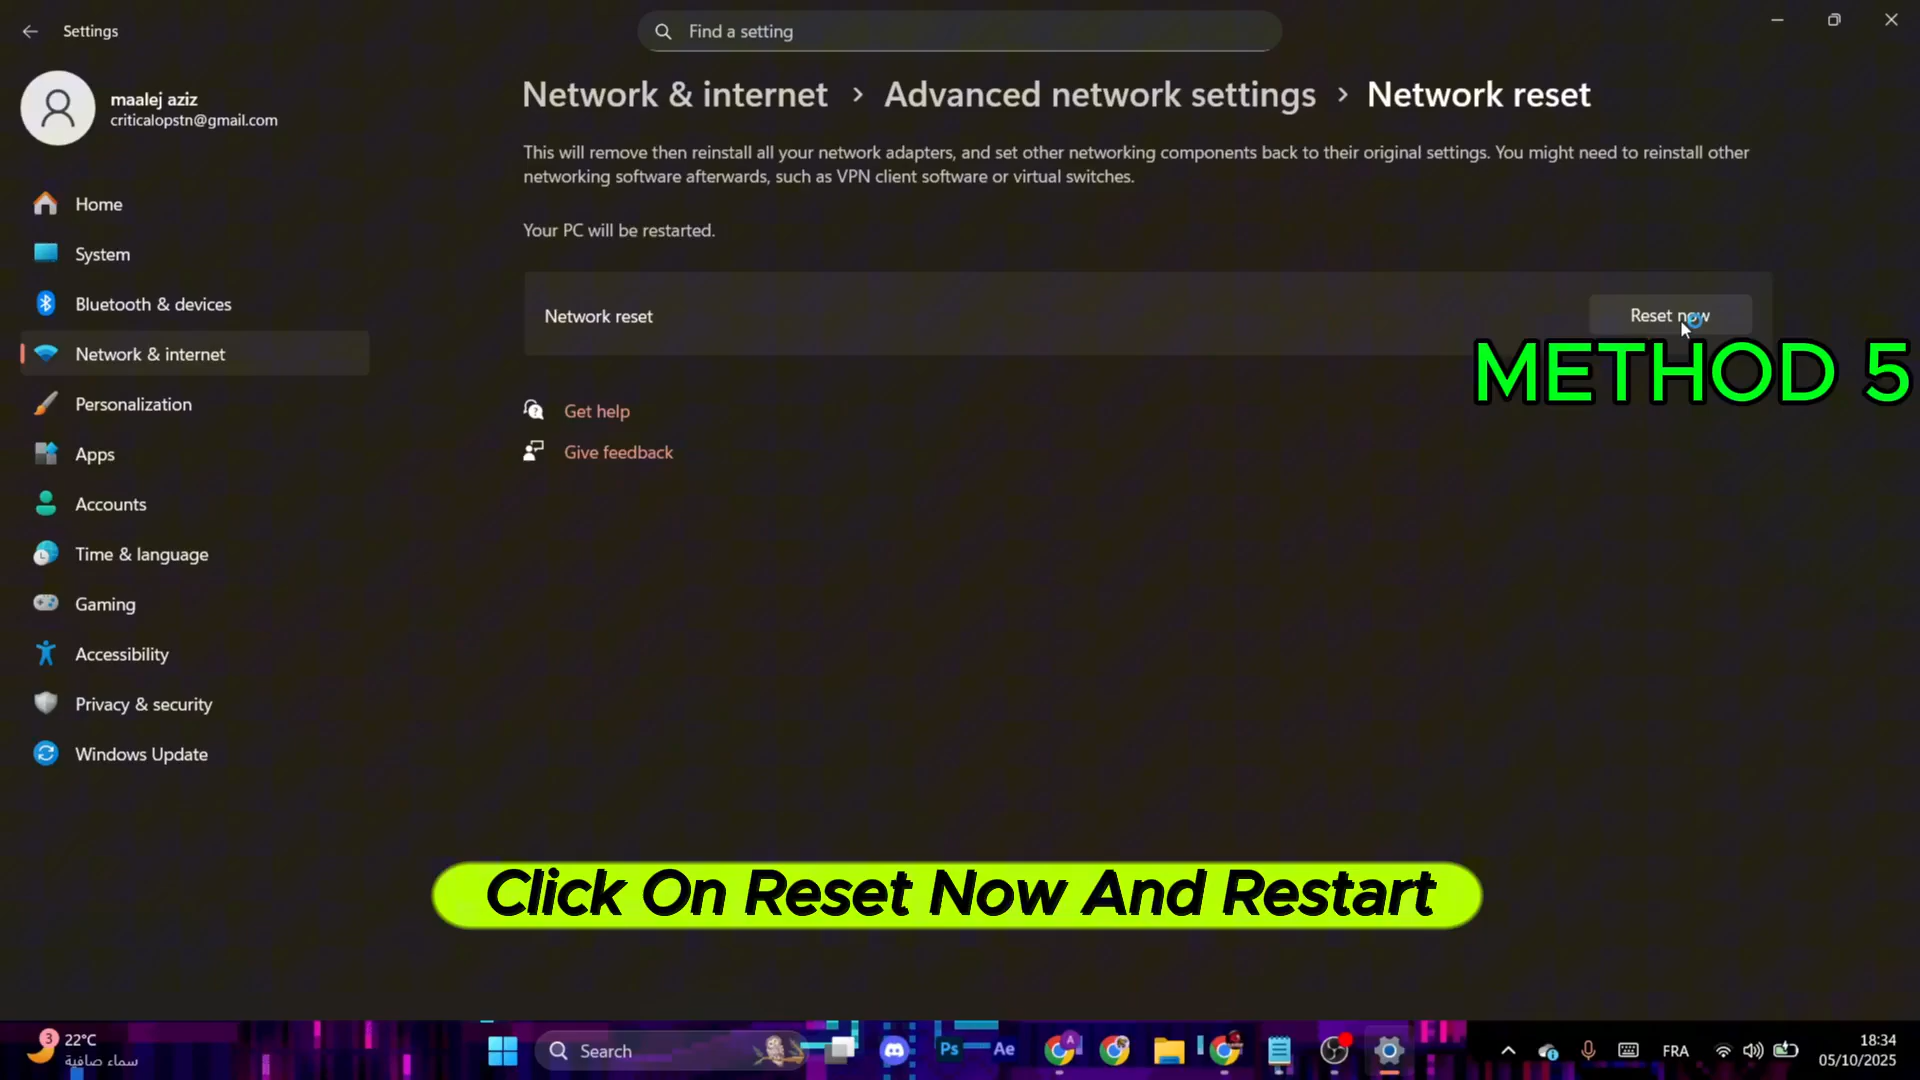 Settings
Find a setting
maalej aziz
criticalopstn@gmail.com
Home
System
Bluetooth & devices
Network & internet
Personalization
Apps
Accounts
Time & language
Gaming
Accessibility
Privacy & security
Windows Update
Network & internet > Advanced network settings > Network reset
This will remove then reinstall all your network adapters, and set other networking components back to their original settings. You might need to reinstall other
networking software afterwards, such as VPN client software or virtual switches.
Your PC will be restarted.
Network reset
Reset now
METHOD 5
Get help
Give feedback
Click On Reset Now And Restart
3
22°C
سماء صافية
Search
Ps
Ae
A
FRA
18:34
05/10/2025